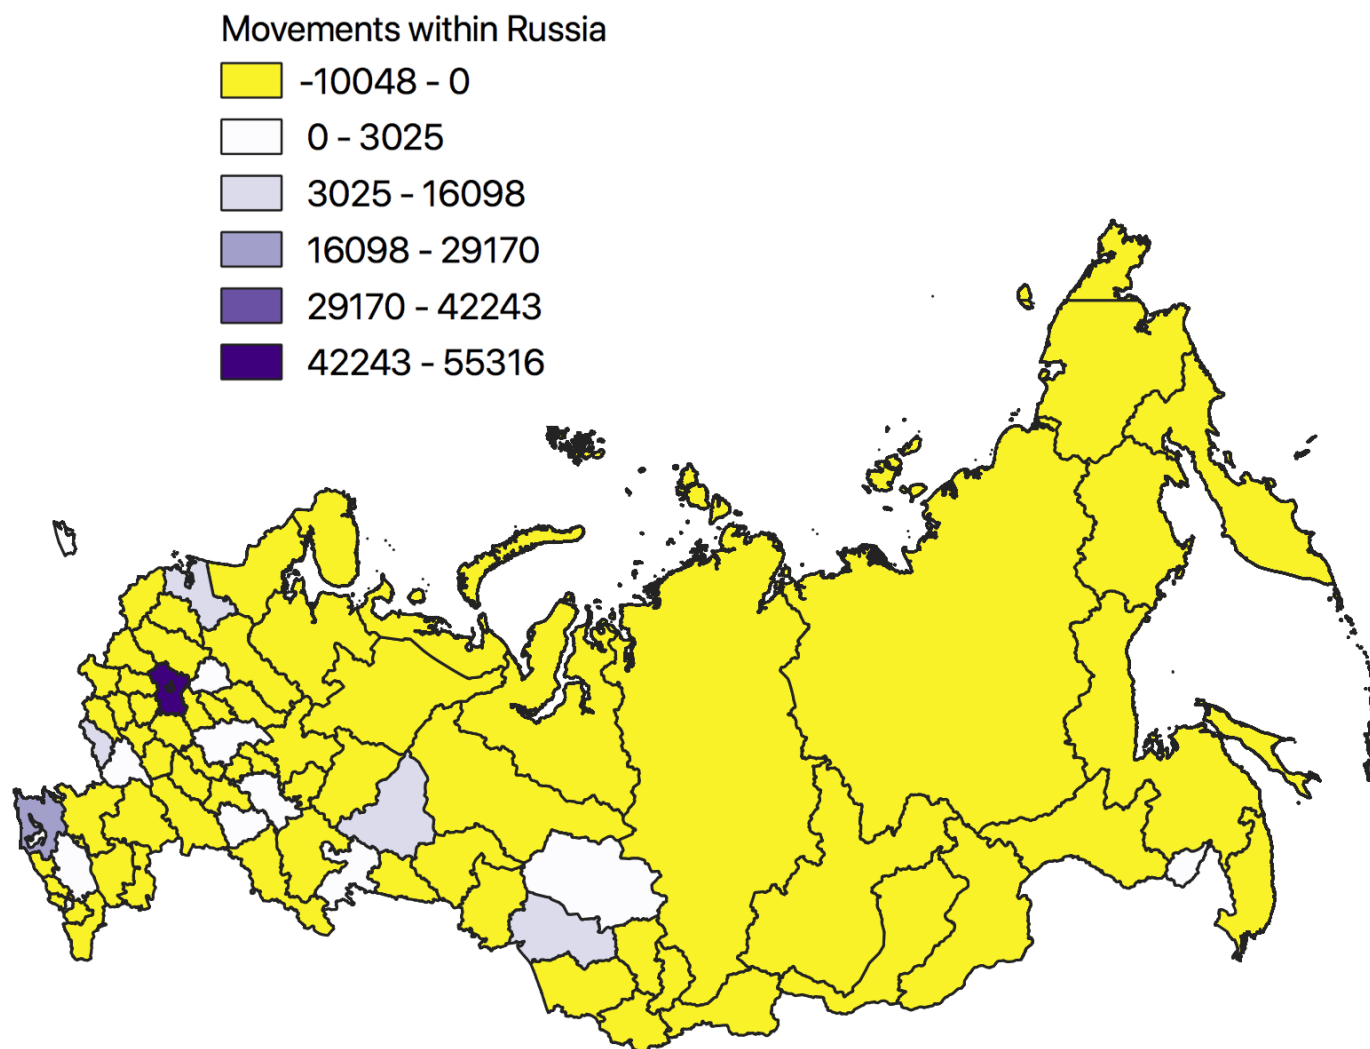 Movements within Russia
-10048 - 0
0 - 3025
3025 - 16098
16098 - 29170
29170 - 42243
42243 - 55316